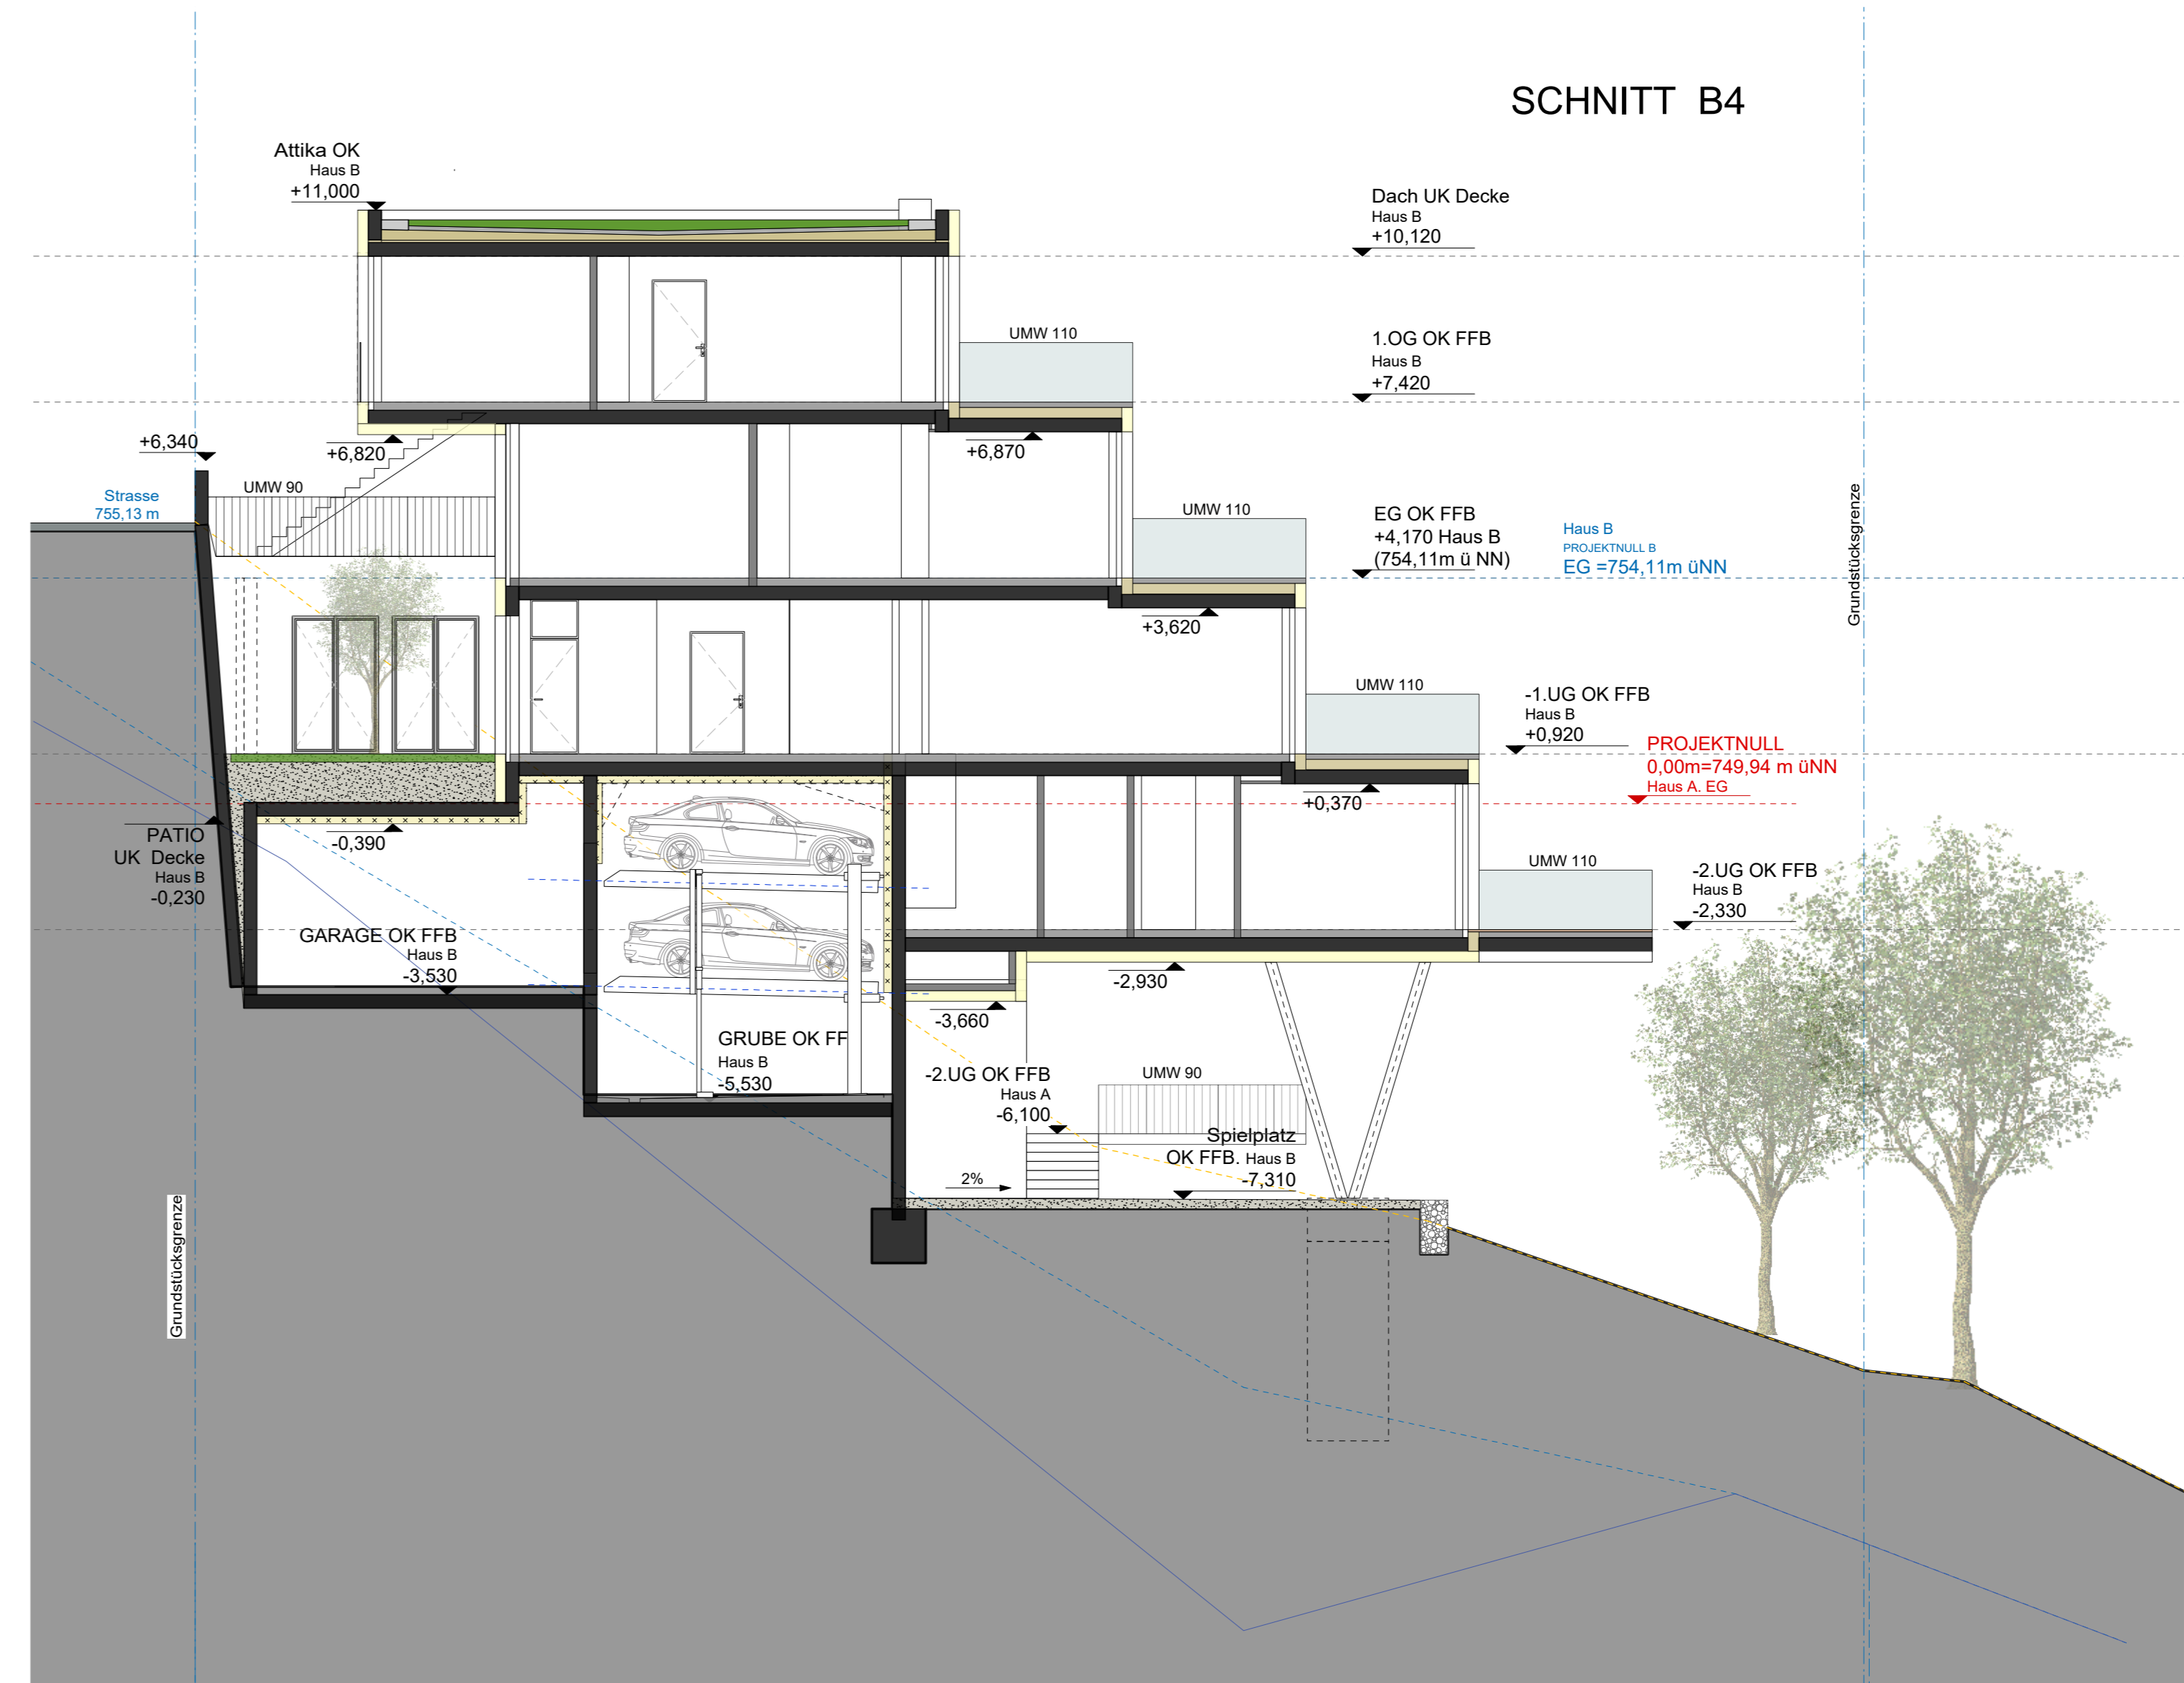 SCHNITT B4
Attika OK
Haus B
+11,000
Dach UK Decke
Haus B
+10,120
UMW 110
1.OG OK FFB
Haus B
+7,420
+6,340
+6,820
+6,870
Strasse
755,13 m
UMW 90
UMW 110
EG OK FFB
+4,170 Haus B
(754,11m ü NN)
Haus B
PROJEKTNULL B
EG =754,11m üNN
Grundstücksgrenze
+3,620
UMW 110
-1.UG OK FFB
Haus B
+0,920
PROJEKTNULL
0,00m=749,94 m üNN
Haus A. EG
+0,370
PATIO
UK Decke
Haus B
-0,230
-0,390
UMW 110
-2.UG OK FFB
Haus B
-2,330
GARAGE OK FFB
Haus B
-3,530
-2,930
-3,660
GRUBE OK FF
Haus B
-5,530
-2.UG OK FFB
Haus A
-6,100
UMW 90
Spielplatz
OK FFB. Haus B
-7,310
2%
Grundstücksgrenze